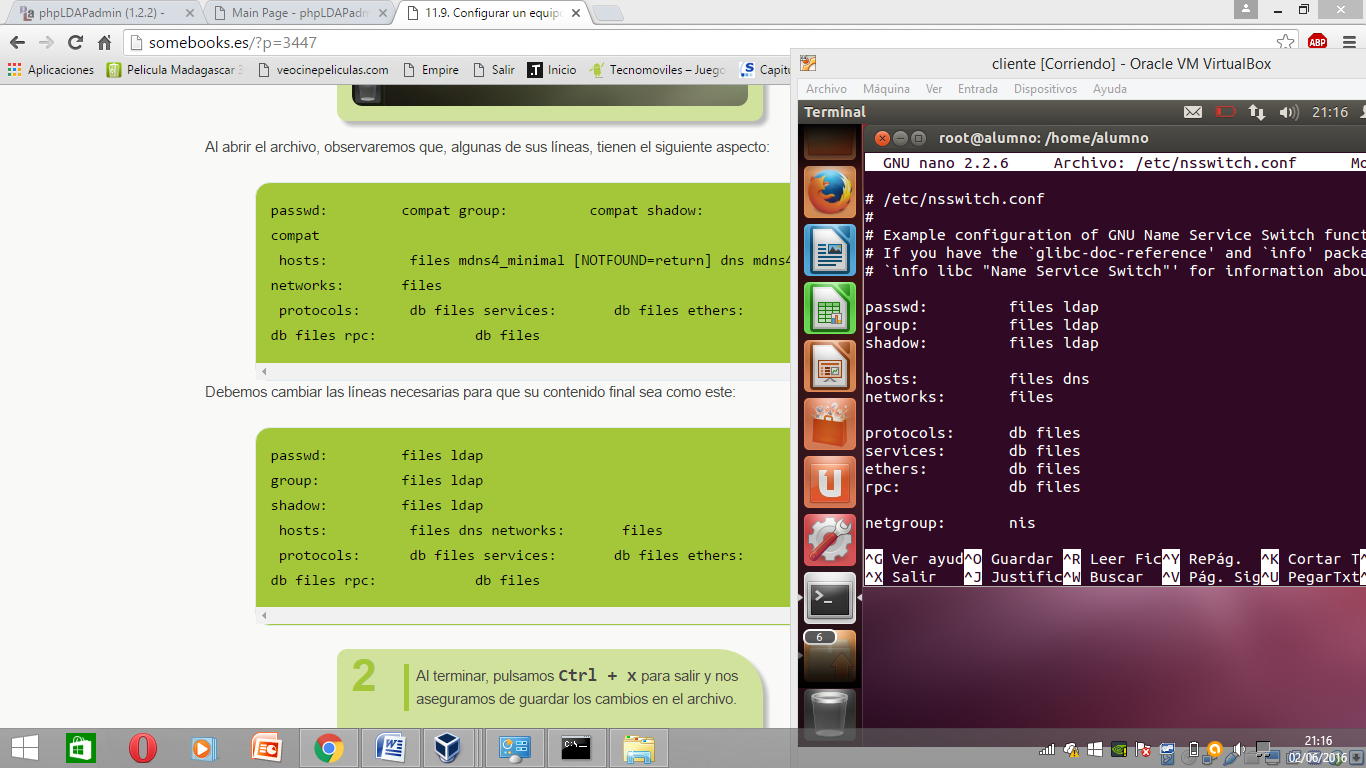 phpLDAPadmin (1.2.2) -
Main Page - phpLDAPadm
11.9. Configurar un equipo
somebooks.es/?p=3447
ABP
Aplicaciones
Pelicula Madagascar 3
veocinepeliculas.com
Empire
Salir
.T Inicio
Tecnomoviles – Juego
S Capitu
Al abrir el archivo, observaremos que, algunas de sus líneas, tienen el siguiente aspecto:
passwd:         compat group:          compat shadow:
compat
hosts:          files mdns4_minimal [NOTFOUND=return] dns mdns4
networks:       files
protocols:      db files services:       db files ethers:
db files rpc:            db files
Debemos cambiar las líneas necesarias para que su contenido final sea como este:
passwd:         files ldap
group:          files ldap
shadow:         files ldap
hosts:          files dns networks:       files
protocols:      db files services:       db files ethers:
db files rpc:            db files
2
Al terminar, pulsamos Ctrl + x para salir y nos
aseguramos de guardar los cambios en el archivo.
cliente [Corriendo] - Oracle VM VirtualBox
Archivo Máquina Ver Entrada Dispositivos Ayuda
Terminal
21:16
root@alumno: /home/alumno
GNU nano 2.2.6     Archivo: /etc/nsswitch.conf      Mo
# /etc/nsswitch.conf
#
# Example configuration of GNU Name Service Switch funct
# If you have the `glibc-doc-reference' and `info' packa
# `info libc "Name Service Switch"' for information abou
passwd:         files ldap
group:          files ldap
shadow:         files ldap
hosts:          files dns
networks:       files
protocols:      db files
services:       db files
ethers:         db files
rpc:            db files
netgroup:       nis
^G Ver ayud^O Guardar ^R Leer Fic^Y RePág. ^K Cortar T^
^X Salir ^J Justific^W Buscar ^V Pág. Sig^U PegarTxt^
6
C:\
21:16
02/06/2016